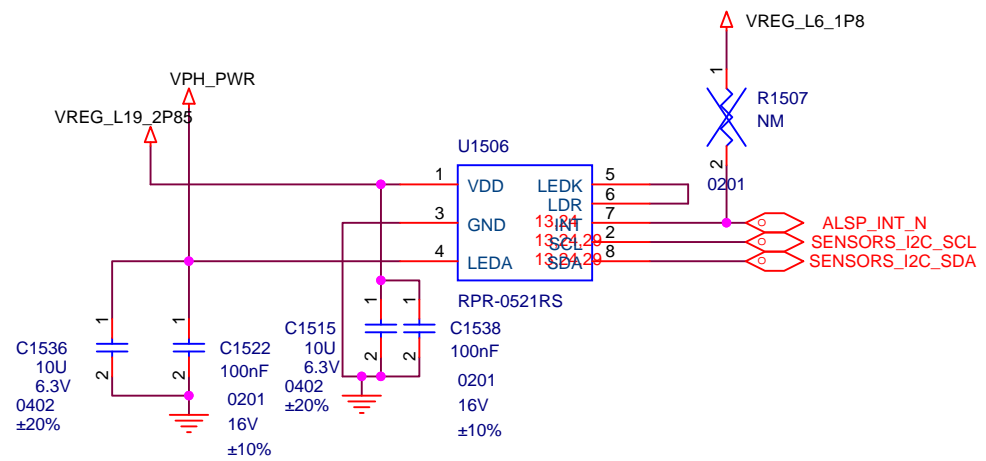 VREG_L6_1P8
VPH_PWR
VREG_L19_2P85
1
R1507
NM
2
0201
U1506
1
VDD
LEDK
5
LDR
6
3
GND
13,24
INT
7
ALSP_INT_N
13,24,29
SCL
2
SENSORS_I2C_SCL
4
LEDA
13,24,29
SDA
8
SENSORS_I2C_SDA
RPR-0521RS
C1536
10U
6.3V
0402
±20%
1
2
C1522
100nF
0201
16V
±10%
1
2
C1515
10U
6.3V
0402
±20%
1
2
C1538
100nF
0201
16V
±10%
1
2